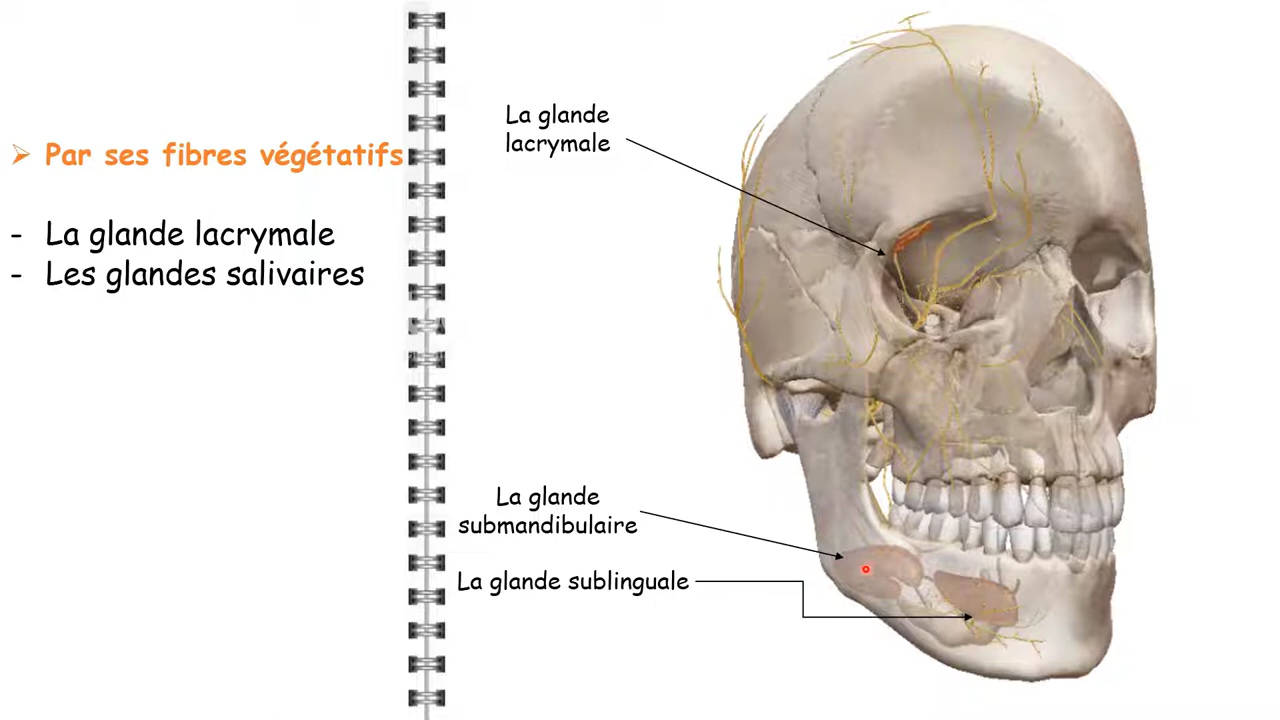 ➢ Par ses fibres végétatifs
- La glande lacrymale
- Les glandes salivaires
La glande
lacrymale
La glande
submandibulaire
La glande sublinguale